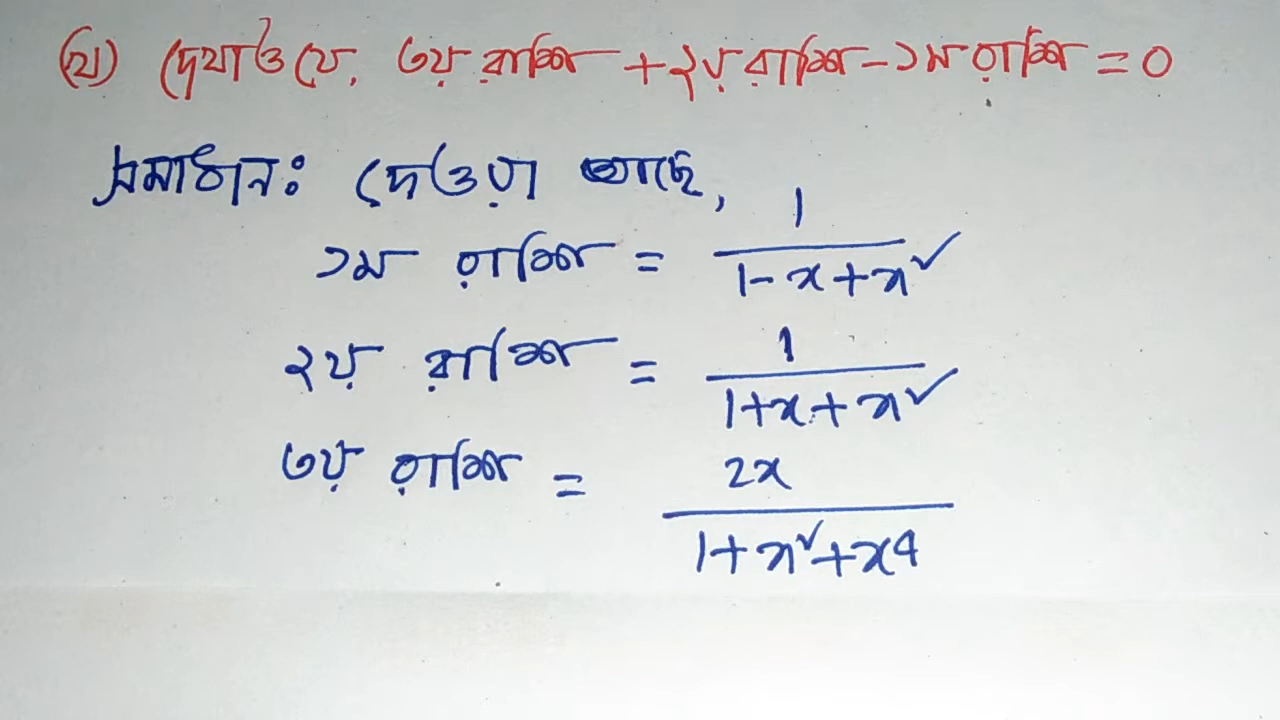 (খ) দেখাও যে, ৩য় রাশি + ২য় রাশি - ১ম রাশি = 0
সমাধানঃ দেওয়া আছে,
১ম রাশি = 1 / 1-x+x²
২য় রাশি = 1 / 1+x+x²
৩য় রাশি = 2x / 1+x²+x4